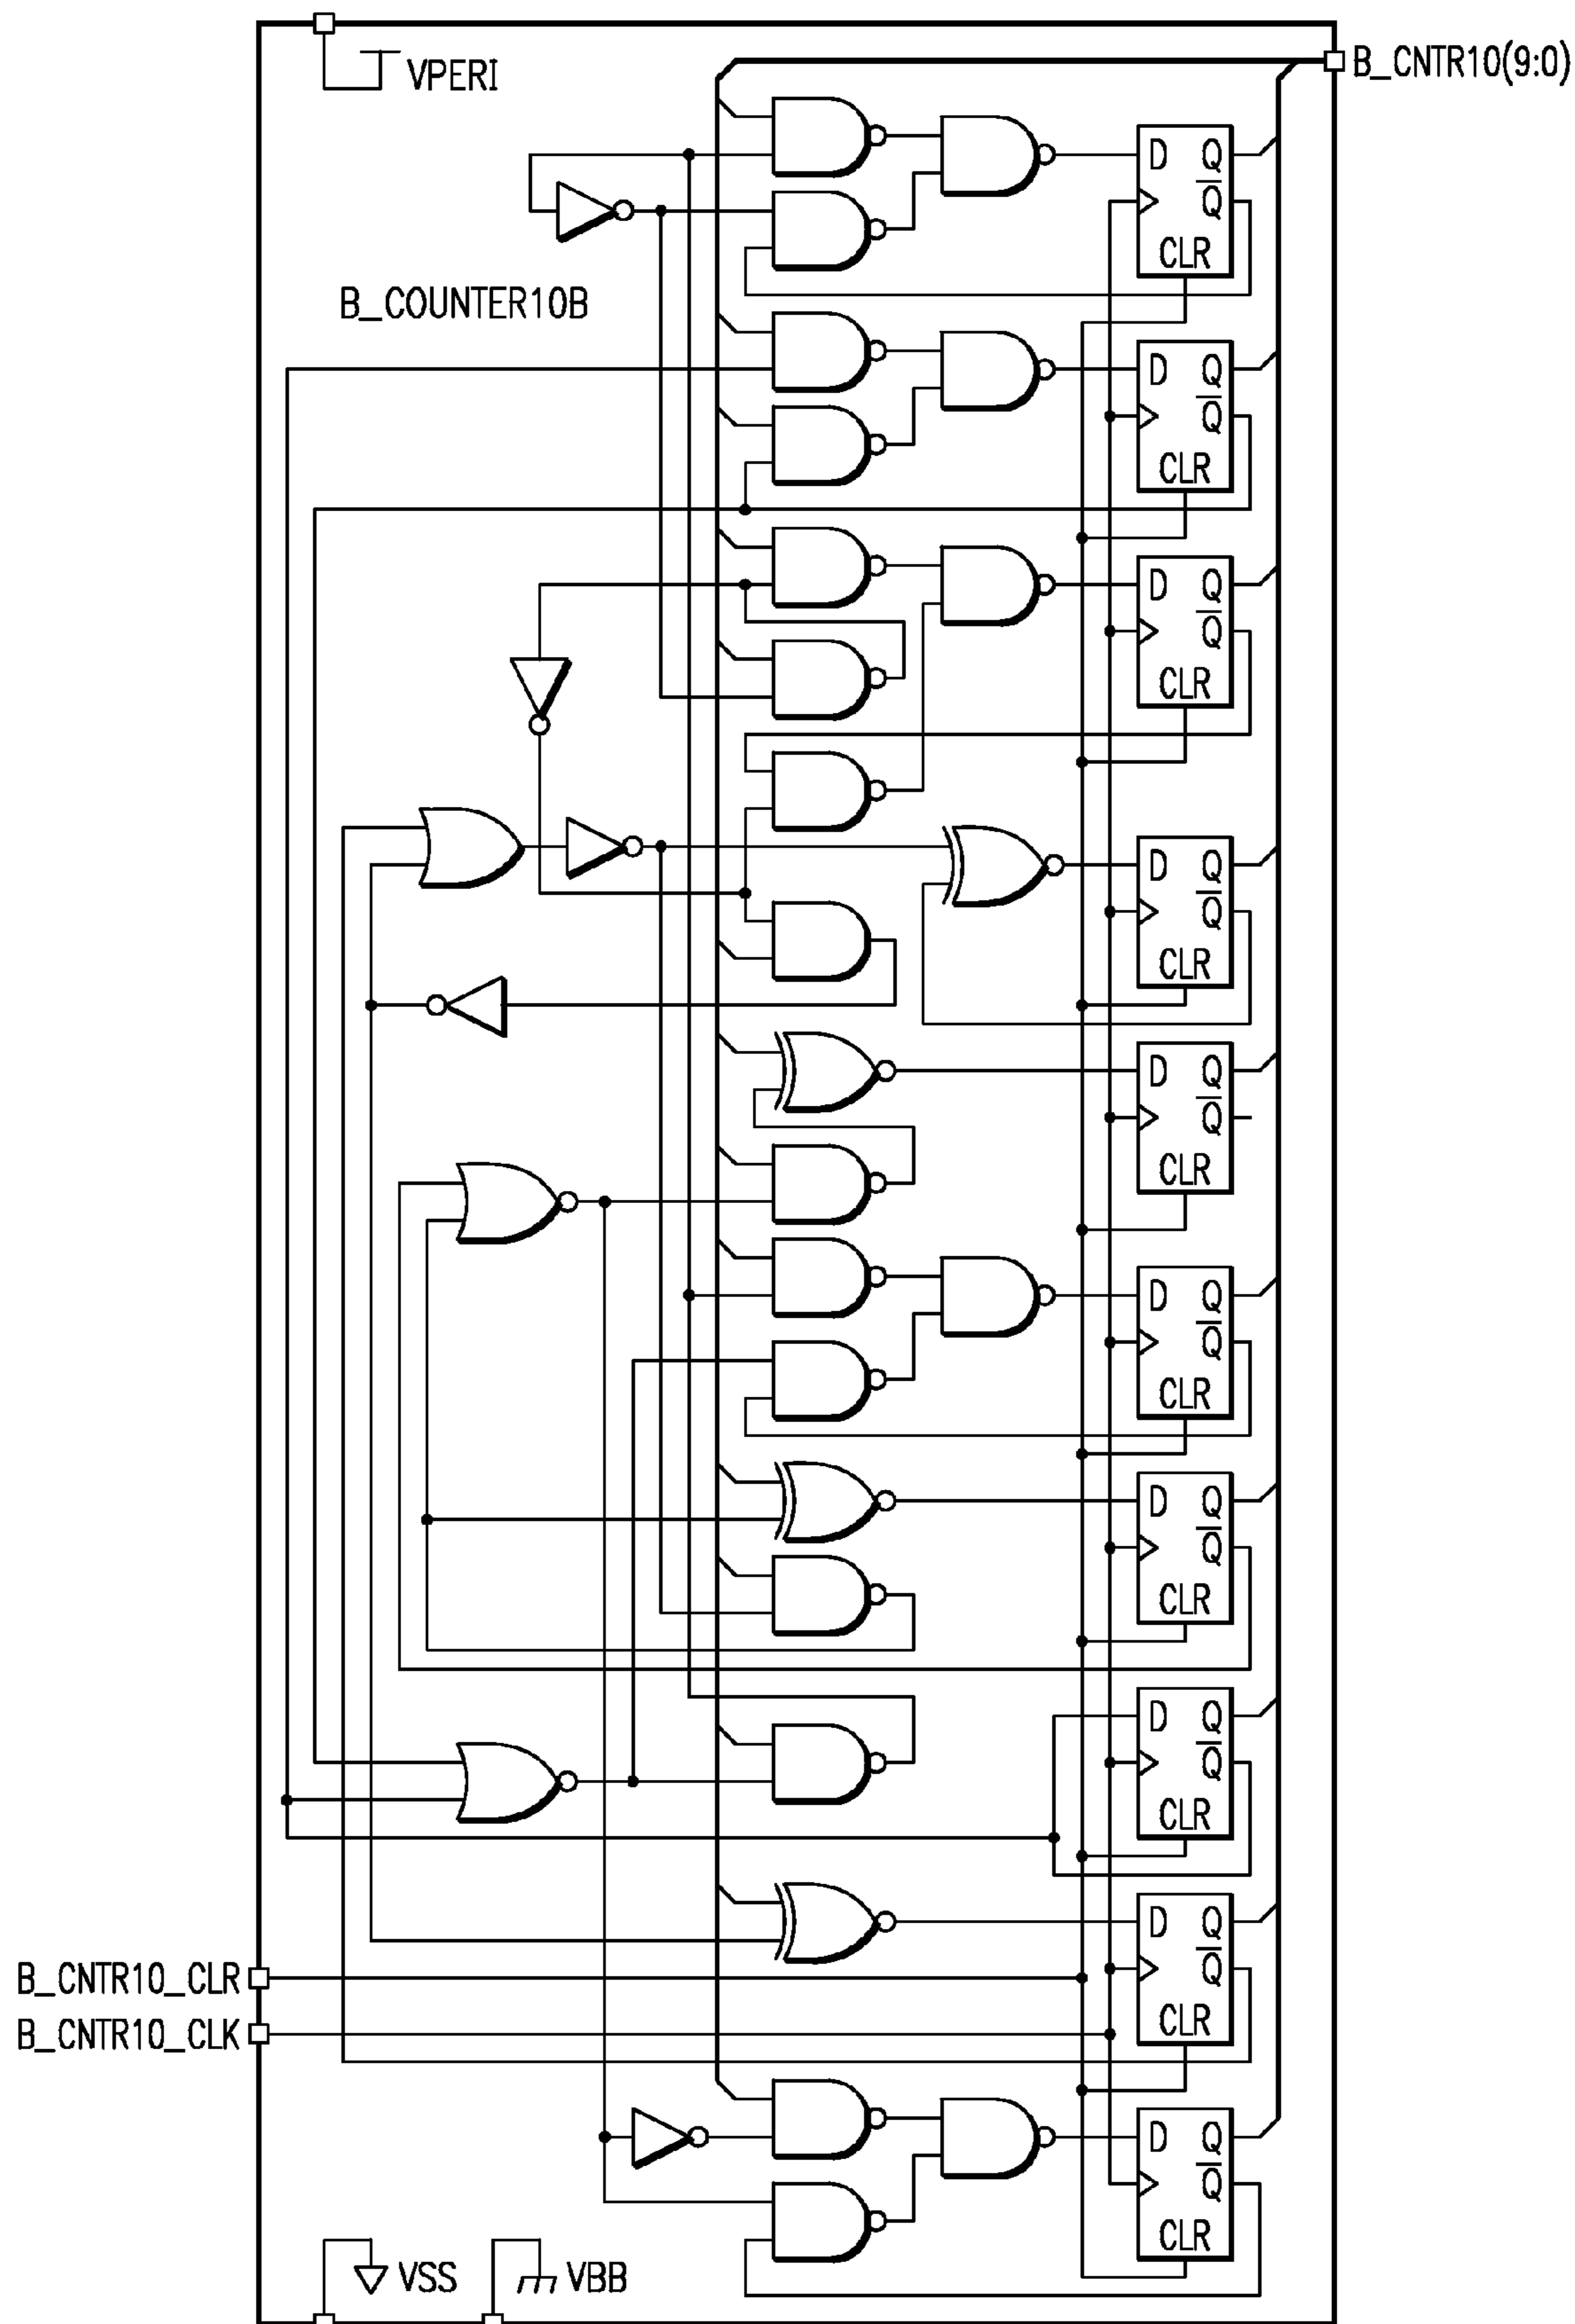 VPERI
B_CNTR10(9:0)
D Q
Q
CLR
B_COUNTER10B
D Q
Q
CLR
D Q
Q
CLR
D Q
Q
CLR
D Q
Q
CLR
D Q
Q
CLR
D Q
Q
CLR
D Q
Q
CLR
D Q
B_CNTR10_CLR
Q
CLR
B_CNTR10_CLK
D Q
Q
CLR
VSS
VBB